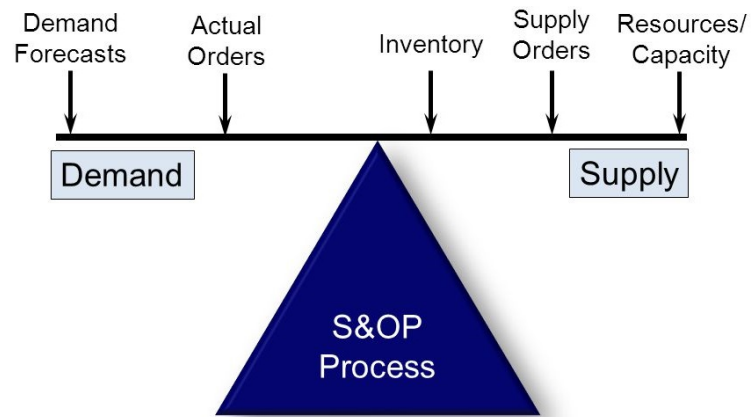 Demand
Forecasts
Actual
Orders
Inventory
Supply
Orders
Resources/
Capacity
Demand
Supply
S&OP
Process